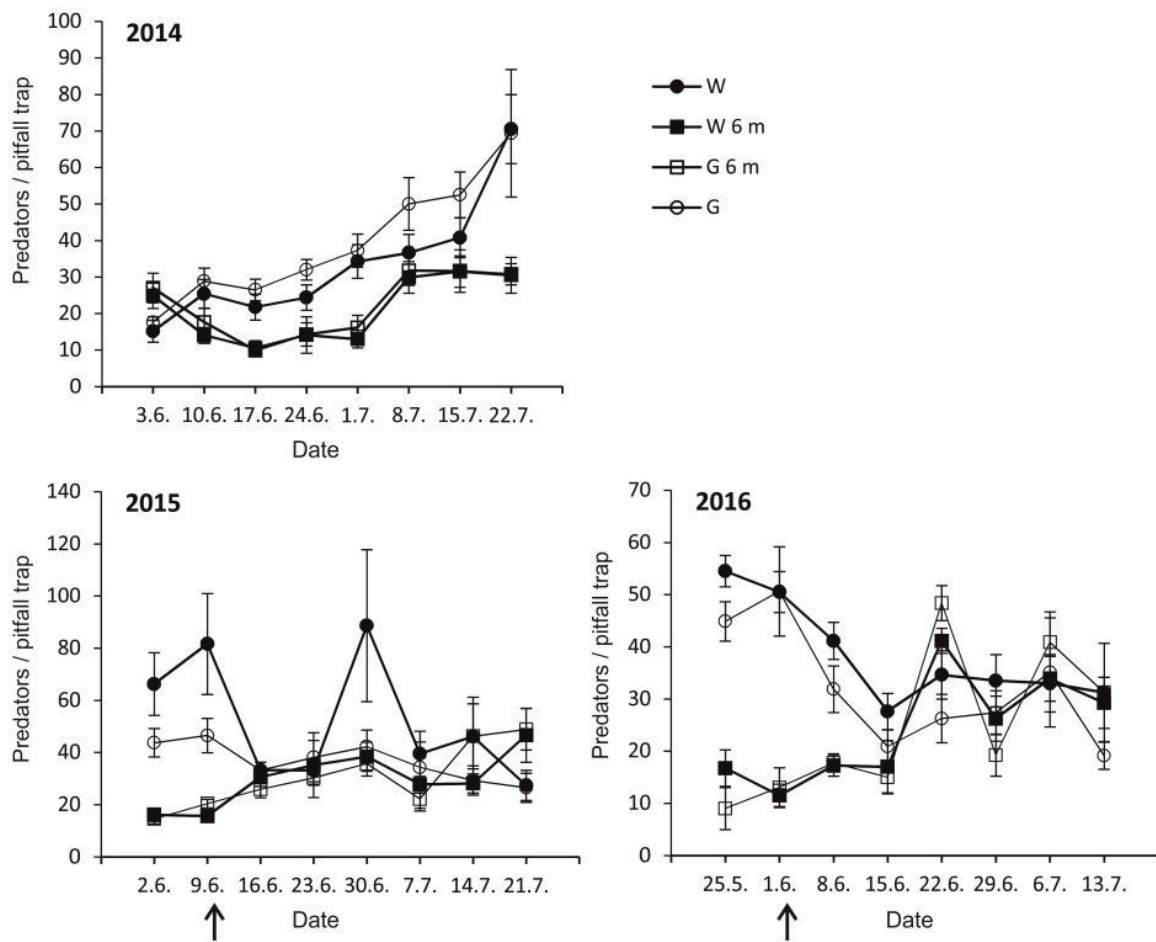 2014
Predators / pitfall trap
100
90
80
70
60
50
40
30
20
10
0
3.6. 10.6. 17.6. 24.6. 1.7. 8.7. 15.7. 22.7.
Date
W
W 6 m
G 6 m
G
2015
Predators / pitfall trap
140
120
100
80
60
40
20
0
2.6. 9.6. 16.6. 23.6. 30.6. 7.7. 14.7. 21.7.
Date
2016
Predators / pitfall trap
70
60
50
40
30
20
10
0
25.5. 1.6. 8.6. 15.6. 22.6. 29.6. 6.7. 13.7.
Date